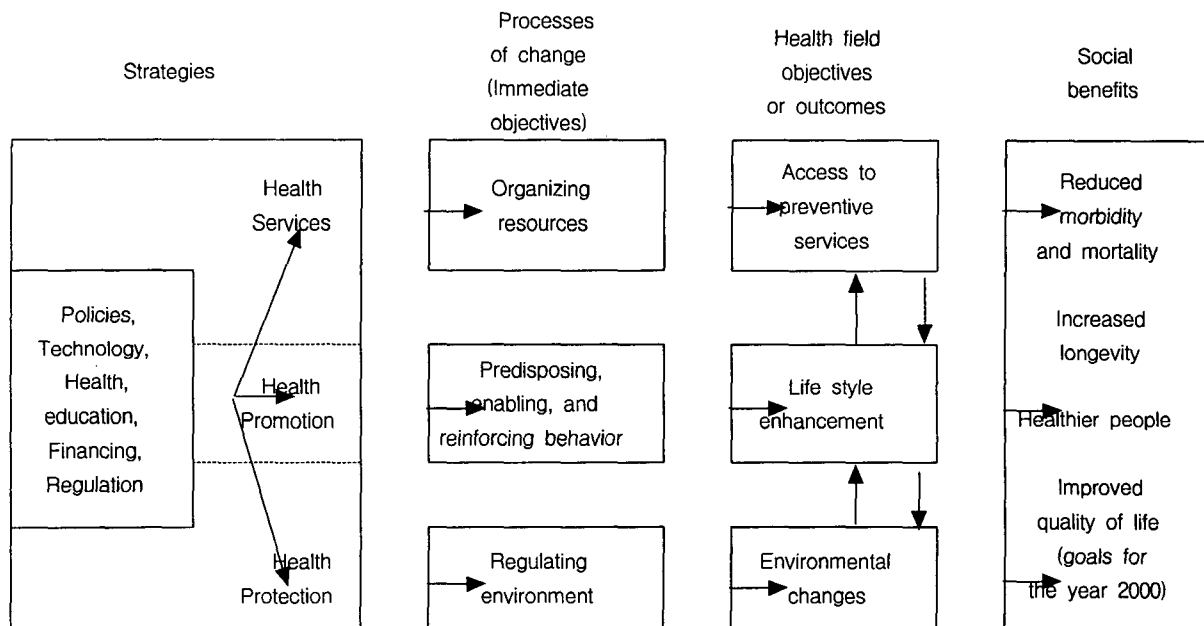 Strategies
Processes
of change
(Immediate
objectives)
Health field
objectives
or outcomes
Social
benefits
Health
Services
Policies,
Technology,
Health,
education,
Financing,
Regulation
Health
Promotion
Health
Protection
Organizing
resources
Predisposing,
enabling, and
reinforcing behavior
Regulating
environment
Access to
preventive
services
Life style
enhancement
Environmental
changes
Reduced
morbidity
and mortality
Increased
longevity
Healthier people
Improved
quality of life
(goals for
the year 2000)